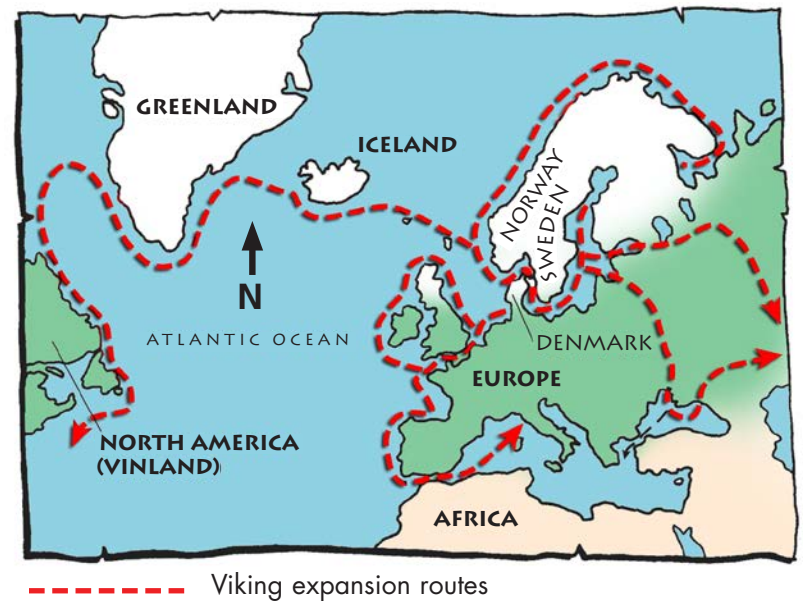 GREENLAND
ICELAND
NORWAY
SWEDEN
N
ATLANTIC OCEAN
DENMARK
EUROPE
NORTH AMERICA
(VINLAND)
AFRICA
Viking expansion routes